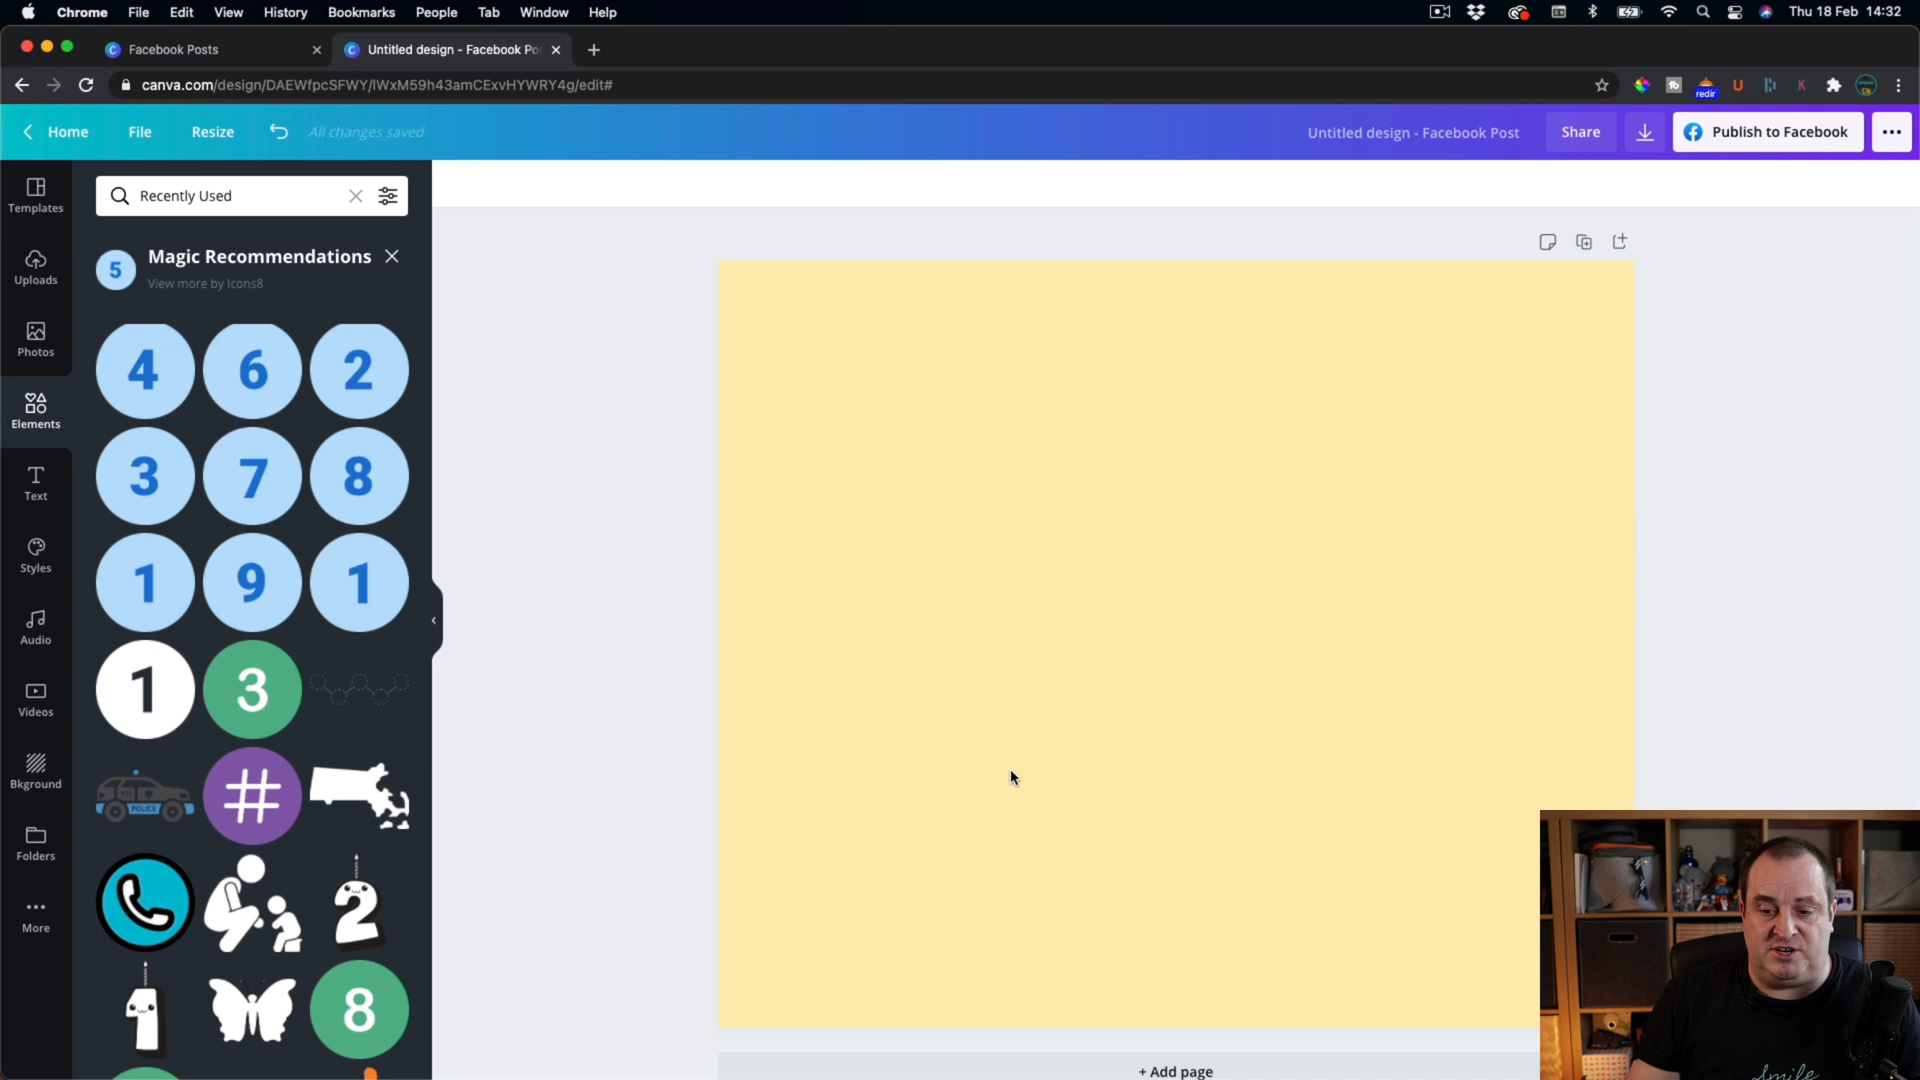 Chrome File Edit View History Bookmarks People Tab Window Help Thu 18 Feb 14:32
Facebook Posts Untitled design - Facebook Po
canva.com/design/DAEWfpcSFWY/lWxM59h43amCExvHYWRY4g/edit#
redir
Home File Resize All changes saved Untitled design - Facebook Post Share Publish to Facebook
Templates
Uploads
Photos
Elements
Text
Styles
Audio
Videos
Bkground
Folders
More
Recently Used
5 Magic Recommendations
View more by Icons8
4 6 2
3 7 8
1 9 1
1 3
POLICE #
2
1 8
+ Add page
Smile